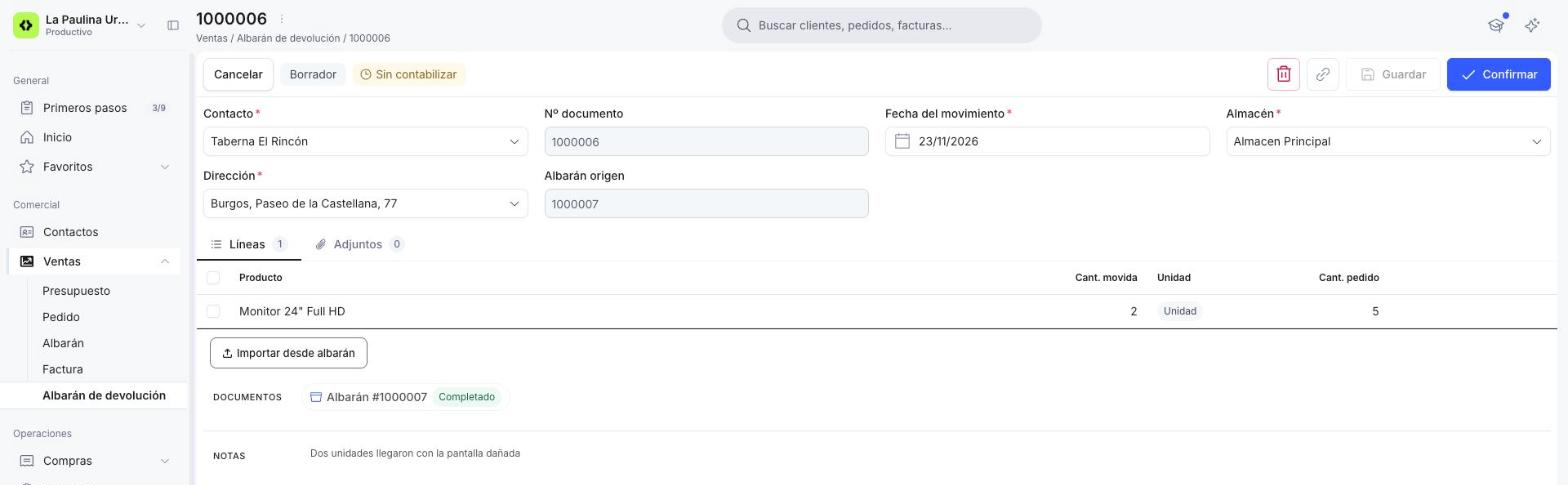 La Paulina Ur...
Productivo
1000006
Ventas / Albarán de devolución / 1000006
Buscar clientes, pedidos, facturas...
General
Primeros pasos 3/9
Inicio
Favoritos
Comercial
Contactos
Ventas
Presupuesto
Pedido
Albarán
Factura
Albarán de devolución
Operaciones
Compras
Cancelar Borrador Sin contabilizar Guardar Confirmar
Contacto* Nº documento Fecha del movimiento* Almacén*
Taberna El Rincón 1000006 23/11/2026 Almacen Principal
Dirección* Albarán origen
Burgos, Paseo de la Castellana, 77 1000007
Líneas 1 Adjuntos 0
Producto Cant. movida Unidad Cant. pedido
Monitor 24" Full HD 2 Unidad 5
Importar desde albarán
DOCUMENTOS Albarán #1000007 Completado
NOTAS Dos unidades llegaron con la pantalla dañada